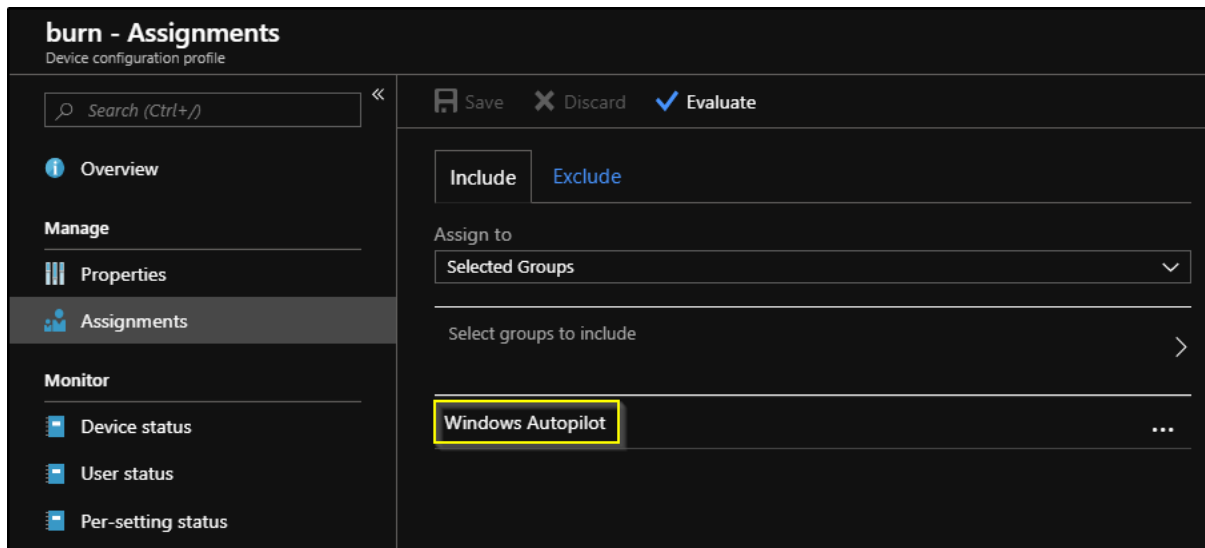 burn - Assignments
Device configuration profile
Search (Ctrl+/)
«
Overview
Manage
Properties
Assignments
Monitor
Device status
User status
Per-setting status
Save Discard Evaluate
Include Exclude
Assign to
Selected Groups
Select groups to include
Windows Autopilot
...